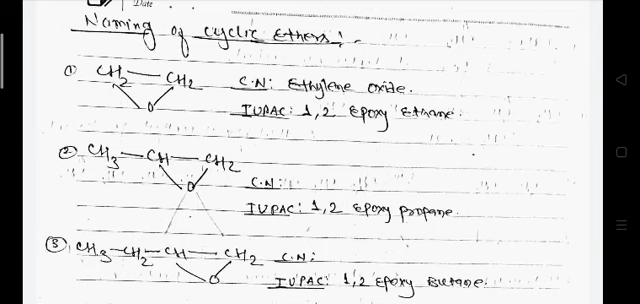 Date
Naming of cyclic Ethers:-
① CH2 — CH2 C.N: Ethylene oxide.
O IUPAC: 1,2 Epoxy Ethane.
② CH3 — CH — CH2
O C.N:
IUPAC: 1,2 Epoxy propane.
③ CH3 — CH2 — CH — CH2 C.N:
O IUPAC: 1,2 Epoxy Butane.